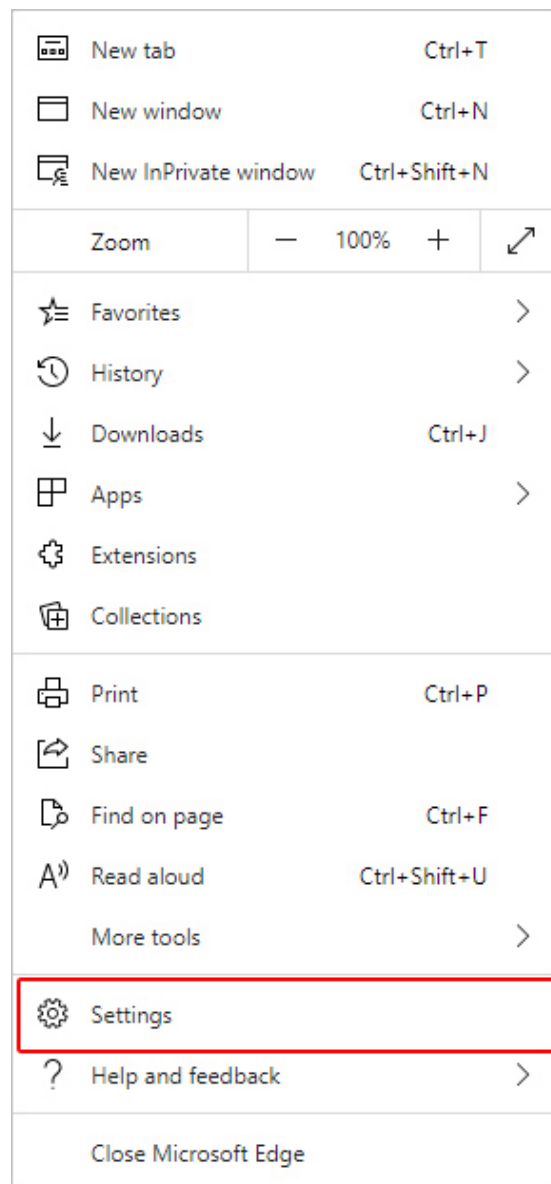 New tab Ctrl+T
New window Ctrl+N
New InPrivate window Ctrl+Shift+N
Zoom — 100% +
Favorites
History
Downloads Ctrl+J
Apps
Extensions
Collections
Print Ctrl+P
Share
Find on page Ctrl+F
Read aloud Ctrl+Shift+U
More tools
Settings
Help and feedback
Close Microsoft Edge